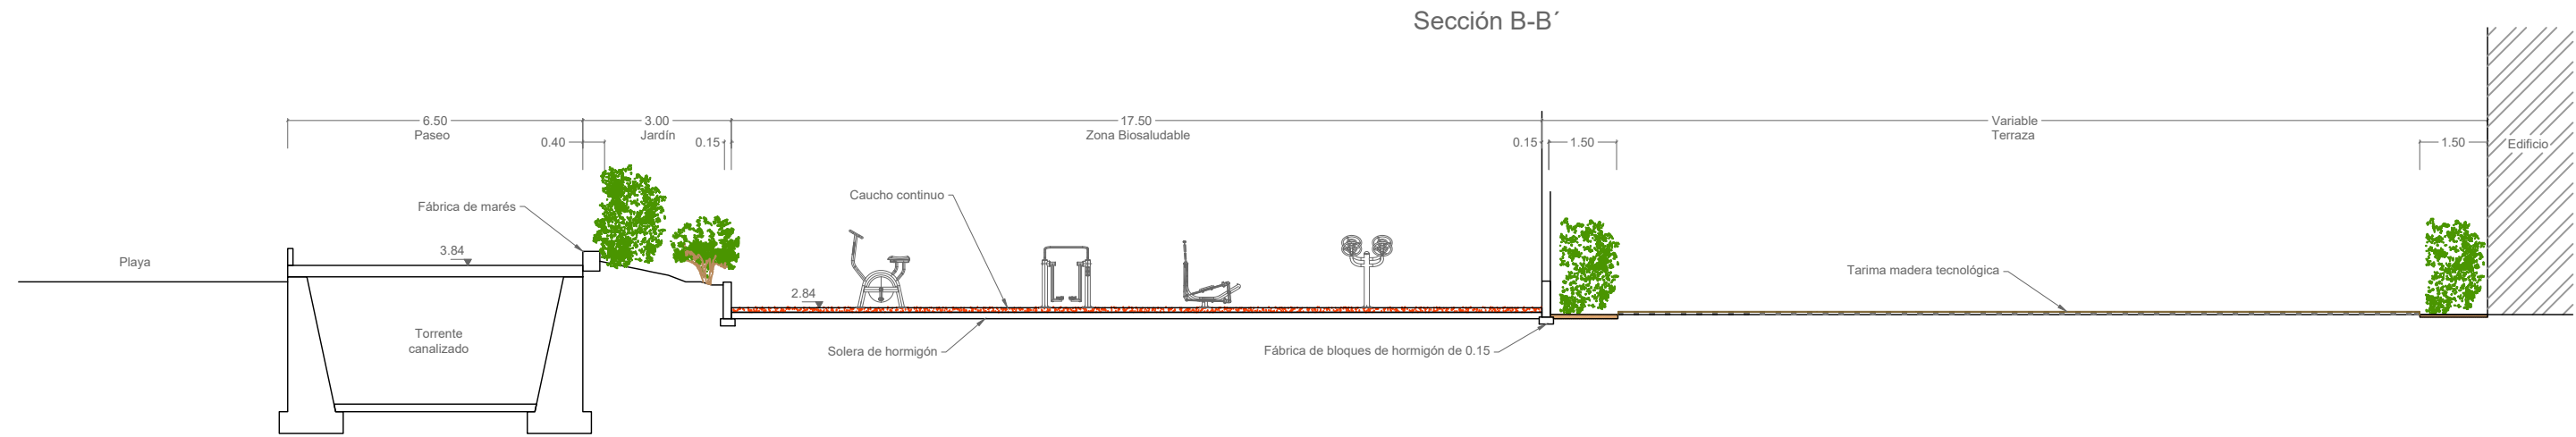 Sección B-B´
6.50
Paseo
3.00
Jardín
17.50
Zona Biosaludable
Variable
Terraza
0.40
0.15
0.15
1.50
1.50
Edificio
Caucho continuo
Fábrica de marés
3.84
Playa
2.84
Tarima madera tecnológica
Torrente
canalizado
Solera de hormigón
Fábrica de bloques de hormigón de 0.15